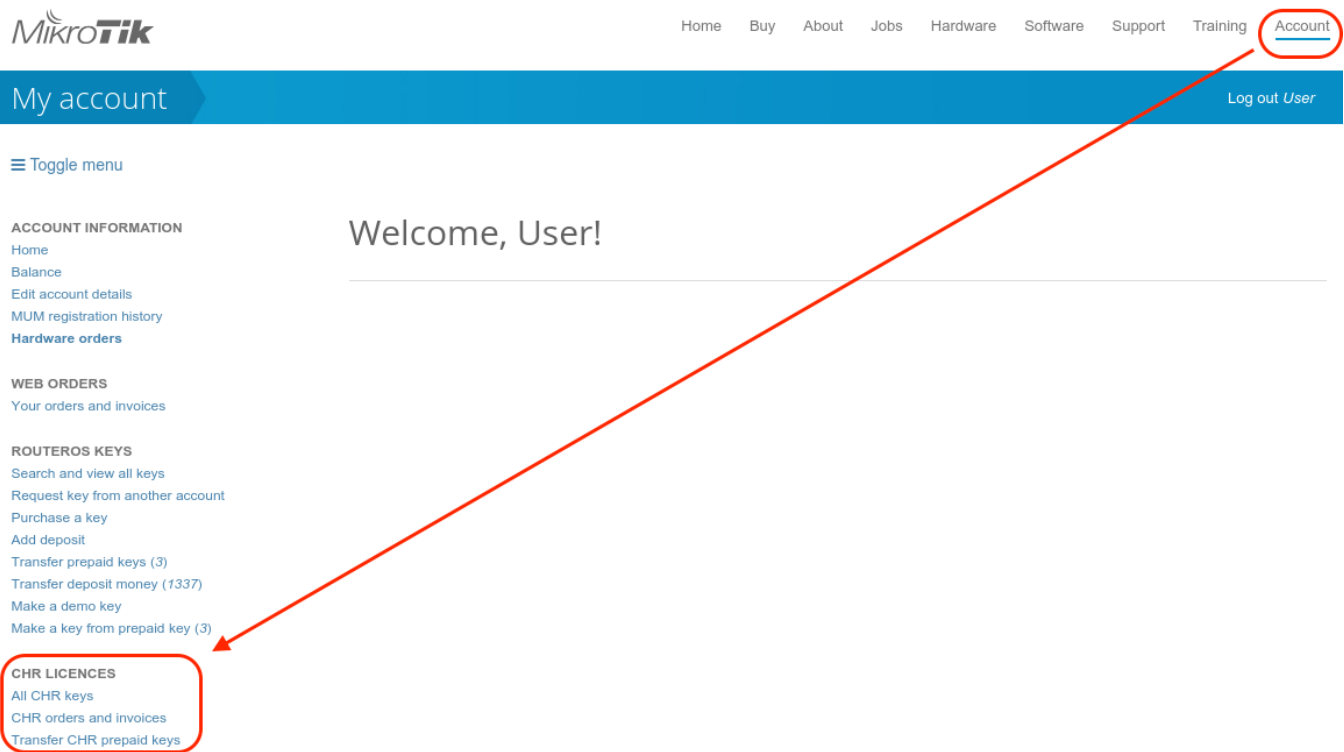 MikroTik
Home Buy About Jobs Hardware Software Support Training Account
My account
Log out User
Toggle menu
ACCOUNT INFORMATION
Home
Balance
Edit account details
MUM registration history
Hardware orders
Welcome, User!
WEB ORDERS
Your orders and invoices
ROUTEROS KEYS
Search and view all keys
Request key from another account
Purchase a key
Add deposit
Transfer prepaid keys (3)
Transfer deposit money (1337)
Make a demo key
Make a key from prepaid key (3)
CHR LICENCES
All CHR keys
CHR orders and invoices
Transfer CHR prepaid keys